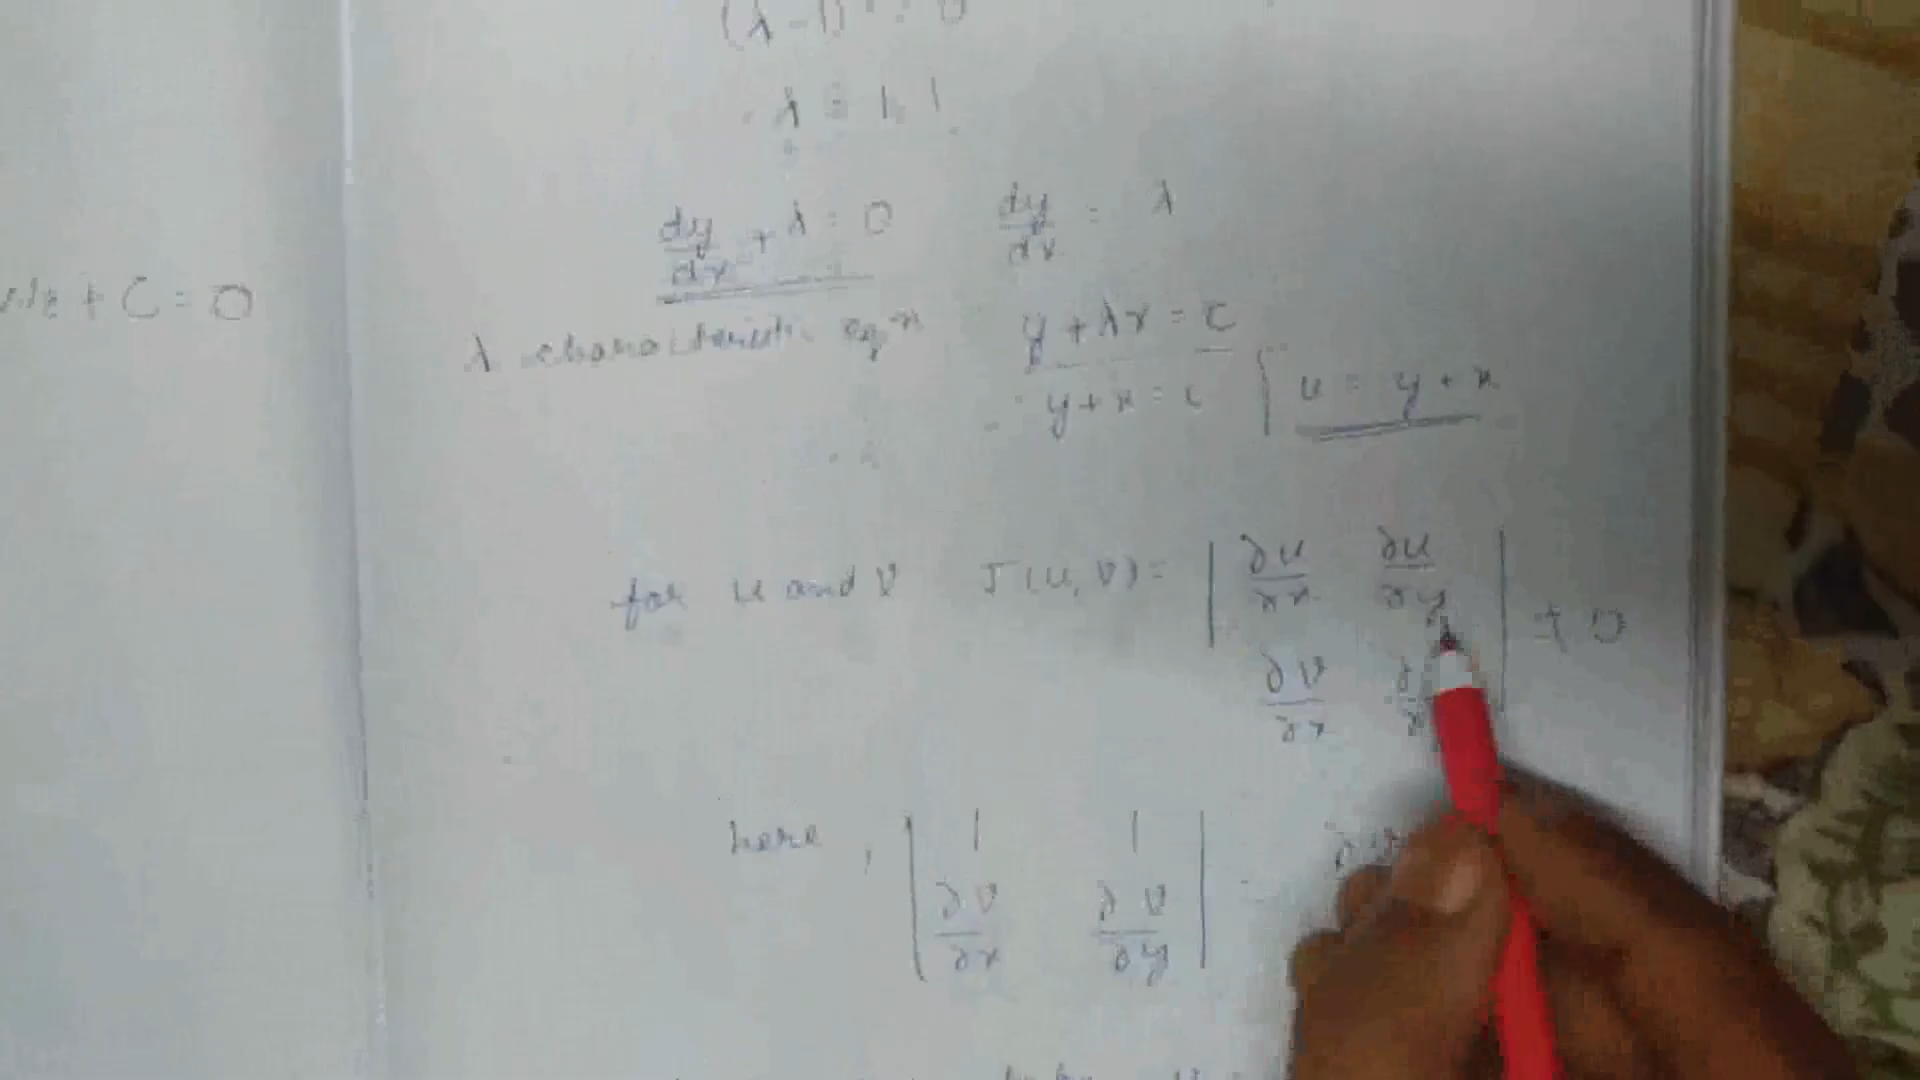 (λ-1)² = 0
λ = 1, 1
dy/dx + λ = 0    dy/dx = λ
+ C = 0
λ characteristic eqn    y + λx = c
y + x = c | u = y + x
for u and v    J(u, v) = | ∂u/∂x  ∂u/∂y | ≠ 0
∂v/∂x
here, | 1  1 | =
| ∂v/∂x  ∂v/∂y |